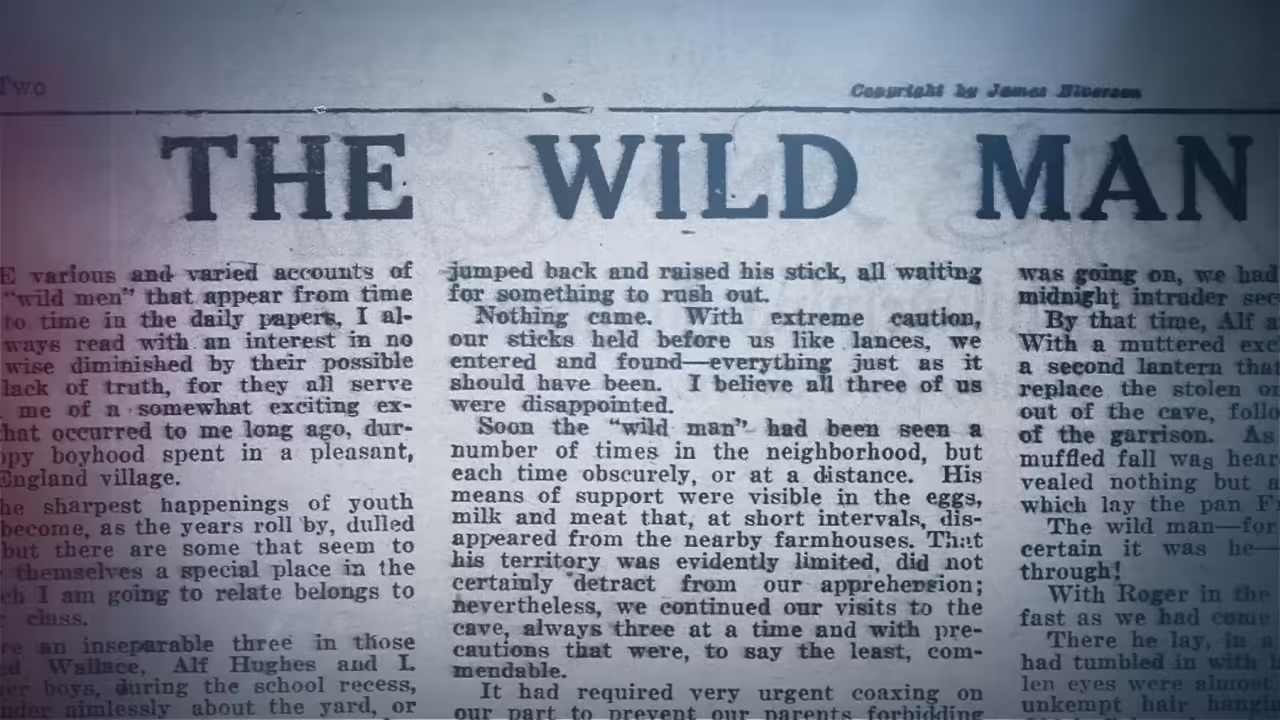 Two
Copyright by James Elverson
THE WILD MAN
E various and varied accounts of
"wild men" that appear from time
to time in the daily papers, I al-
ways read with an interest in no
wise diminished by their possible
lack of truth, for they all serve
me of a somewhat exciting ex-
hat occurred to me long ago, dur-
ppy boyhood spent in a pleasant,
England village.
he sharpest happenings of youth
become, as the years roll by, dulled
but there are some that seem to
themselves a special place in the
ch I am going to relate belongs to
class.
re an inseparable three in those
ed Wallace, Alf Hughes and I.
er boys, during the school recess,
nder aimlessly about the yard, or
jumped back and raised his stick, all waiting
for something to rush out.
Nothing came. With extreme caution,
our sticks held before us like lances, we
entered and found—everything just as it
should have been. I believe all three of us
were disappointed.
Soon the "wild man" had been seen a
number of times in the neighborhood, but
each time obscurely, or at a distance. His
means of support were visible in the eggs,
milk and meat that, at short intervals, dis-
appeared from the nearby farmhouses. That
his territory was evidently limited, did not
certainly detract from our apprehension;
nevertheless, we continued our visits to the
cave, always three at a time and with pre-
cautions that were, to say the least, com-
mendable.
It had required very urgent coaxing on
our part to prevent our parents forbidding
was going on, we had
midnight intruder sec
By that time, Alf a
With a muttered exc
a second lantern that
replace the stolen on
out of the cave, follo
of the garrison. As
muffled fall was hear
vealed nothing but a
which lay the pan F
The wild man—for
certain it was he—
through!
With Roger in the
fast as we had come
There he lay, in a
had tumbled in with h
len eyes were almost
unkempt hair hangin